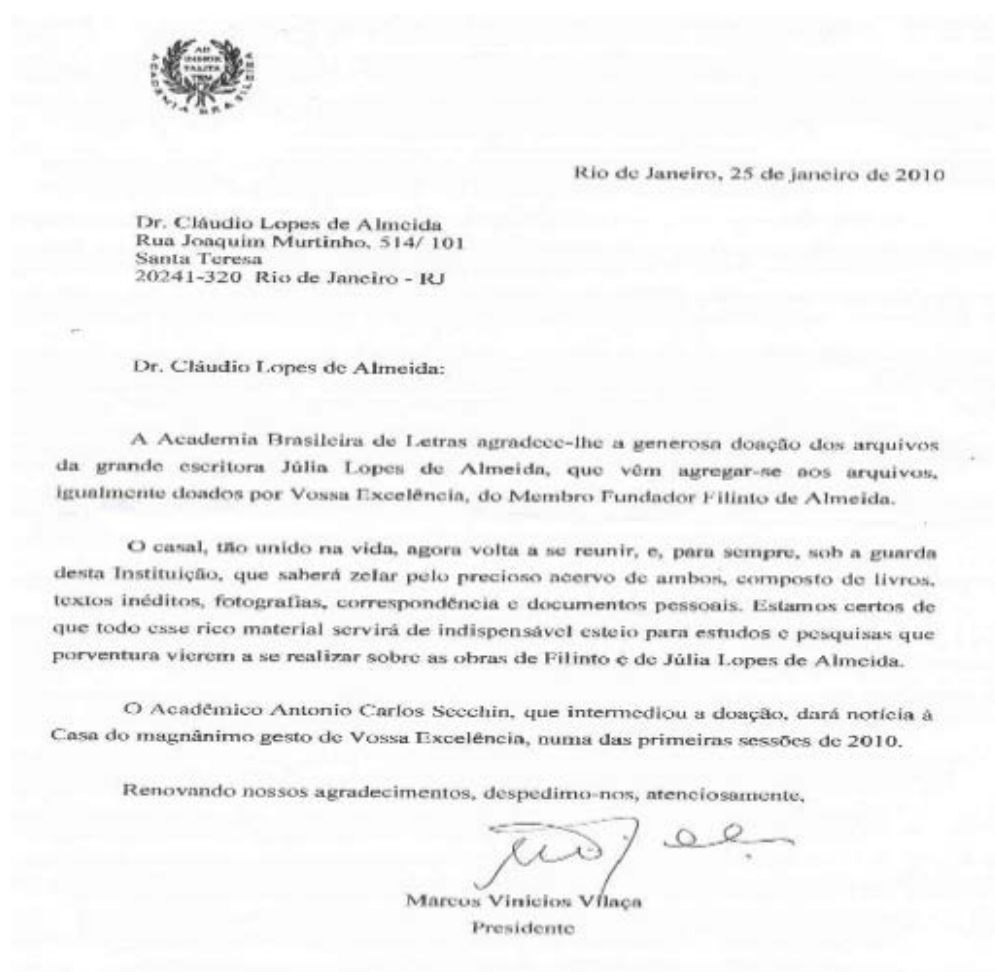 AD
IMMOR
TALITA
TEM
ACADEMIA BRASILEIRA
Rio de Janeiro, 25 de janeiro de 2010
Dr. Cláudio Lopes de Almeida
Rua Joaquim Murtinho, 514/ 101
Santa Teresa
20241-320 Rio de Janeiro - RJ
Dr. Cláudio Lopes de Almeida:
A Academia Brasileira de Letras agradece-lhe a generosa doação dos arquivos
da grande escritora Júlia Lopes de Almeida, que vêm agregar-se aos arquivos,
igualmente doados por Vossa Excelência, do Membro Fundador Filinto de Almeida.
O casal, tão unido na vida, agora volta a se reunir, e, para sempre, sob a guarda
desta Instituição, que saberá zelar pelo precioso acervo de ambos, composto de livros,
textos inéditos, fotografias, correspondência e documentos pessoais. Estamos certos de
que todo esse rico material servirá de indispensável esteio para estudos e pesquisas que
porventura vierem a se realizar sobre as obras de Filinto e de Júlia Lopes de Almeida.
O Acadêmico Antonio Carlos Secchin, que intermediou a doação, dará notícia à
Casa do magnânimo gesto de Vossa Excelência, numa das primeiras sessões de 2010.
Renovando nossos agradecimentos, despedimo-nos, atenciosamente,
Marcos Vinicios Vilaça
Presidente